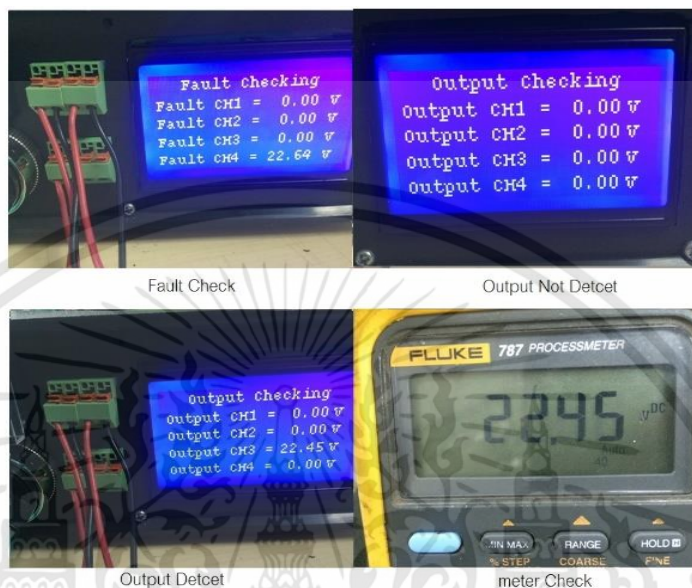 Fault Checking
Fault CH1 = 0.00 V
Fault CH2 = 0.00 V
Fault CH3 = 0.00 V
Fault CH4 = 22.64 V
Output Checking
Output CH1 = 0.00 V
Output CH2 = 0.00 V
Output CH3 = 0.00 V
Output CH4 = 0.00 V
Fault Check
Output Not Detcet
Output Checking
Output CH1 = 0.00 V
Output CH2 = 0.00 V
Output CH3 = 22.45 V
Output CH4 = 0.00 V
FLUKE 787 PROCESSMETER
22.45 V DC
Auto
40
MIN MAX RANGE HOLD H
% STEP COARSE FINE
Output Detcet
meter Check